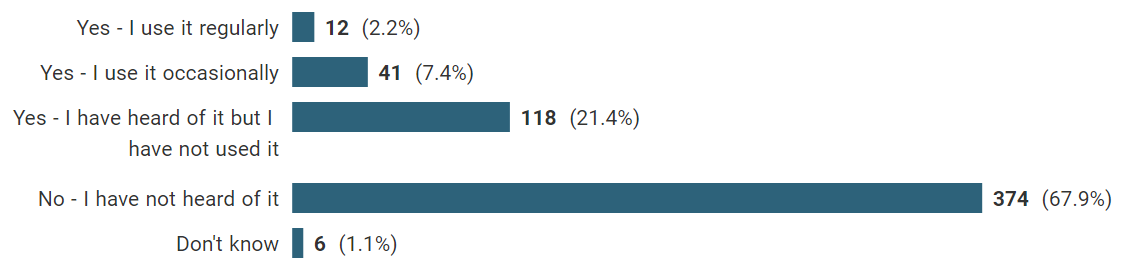 Yes - I use it regularly 12 (2.2%)
Yes - I use it occasionally 41 (7.4%)
Yes - I have heard of it but I 118 (21.4%)
have not used it
No - I have not heard of it 374 (67.9%)
Don't know 6 (1.1%)